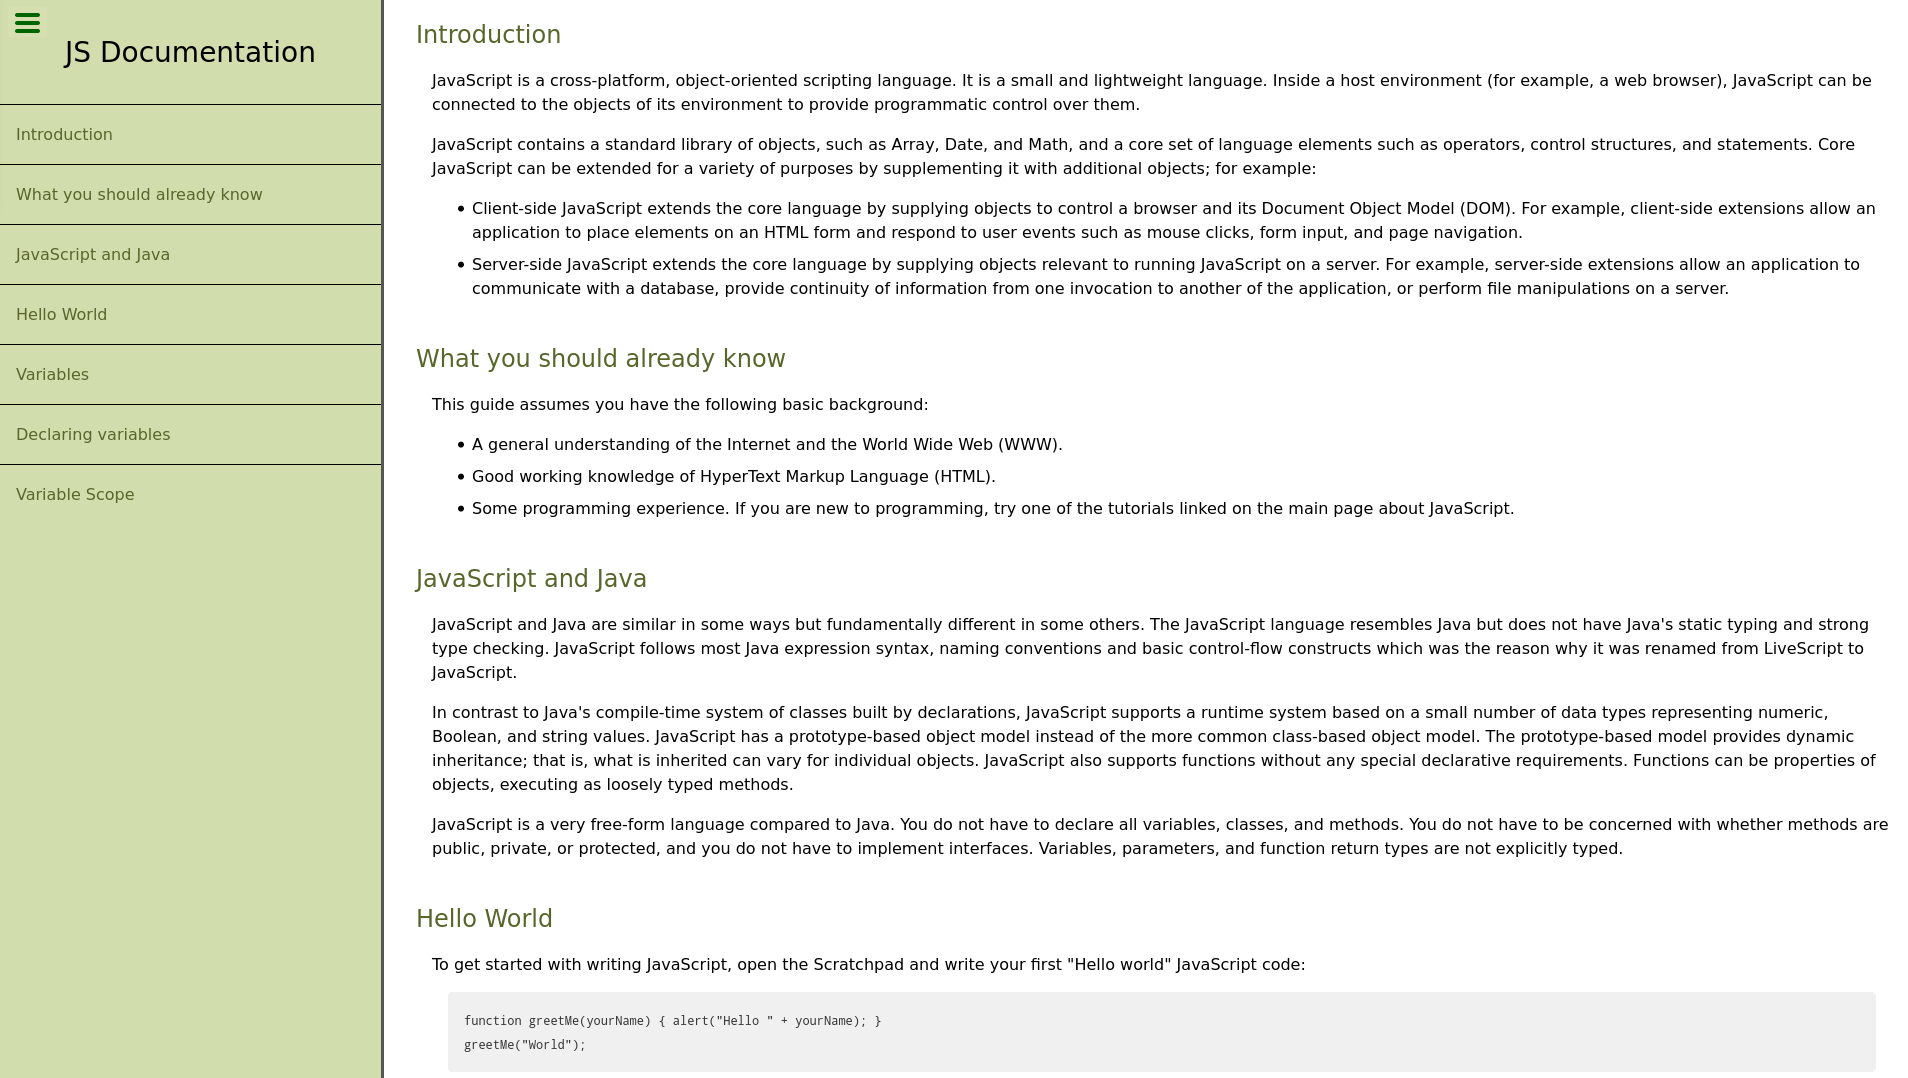 JS Documentation
Introduction
What you should already know
JavaScript and Java
Hello World
Variables
Declaring variables
Variable Scope
Introduction
JavaScript is a cross-platform, object-oriented scripting language. It is a small and lightweight language. Inside a host environment (for example, a web browser), JavaScript can be
connected to the objects of its environment to provide programmatic control over them.
JavaScript contains a standard library of objects, such as Array, Date, and Math, and a core set of language elements such as operators, control structures, and statements. Core
JavaScript can be extended for a variety of purposes by supplementing it with additional objects; for example:
• Client-side JavaScript extends the core language by supplying objects to control a browser and its Document Object Model (DOM). For example, client-side extensions allow an
application to place elements on an HTML form and respond to user events such as mouse clicks, form input, and page navigation.
• Server-side JavaScript extends the core language by supplying objects relevant to running JavaScript on a server. For example, server-side extensions allow an application to
communicate with a database, provide continuity of information from one invocation to another of the application, or perform file manipulations on a server.
What you should already know
This guide assumes you have the following basic background:
• A general understanding of the Internet and the World Wide Web (WWW).
• Good working knowledge of HyperText Markup Language (HTML).
• Some programming experience. If you are new to programming, try one of the tutorials linked on the main page about JavaScript.
JavaScript and Java
JavaScript and Java are similar in some ways but fundamentally different in some others. The JavaScript language resembles Java but does not have Java's static typing and strong
type checking. JavaScript follows most Java expression syntax, naming conventions and basic control-flow constructs which was the reason why it was renamed from LiveScript to
JavaScript.
In contrast to Java's compile-time system of classes built by declarations, JavaScript supports a runtime system based on a small number of data types representing numeric,
Boolean, and string values. JavaScript has a prototype-based object model instead of the more common class-based object model. The prototype-based model provides dynamic
inheritance; that is, what is inherited can vary for individual objects. JavaScript also supports functions without any special declarative requirements. Functions can be properties of
objects, executing as loosely typed methods.
JavaScript is a very free-form language compared to Java. You do not have to declare all variables, classes, and methods. You do not have to be concerned with whether methods are
public, private, or protected, and you do not have to implement interfaces. Variables, parameters, and function return types are not explicitly typed.
Hello World
To get started with writing JavaScript, open the Scratchpad and write your first "Hello world" JavaScript code:
function greetMe(yourName) { alert("Hello " + yourName); }
greetMe("World");